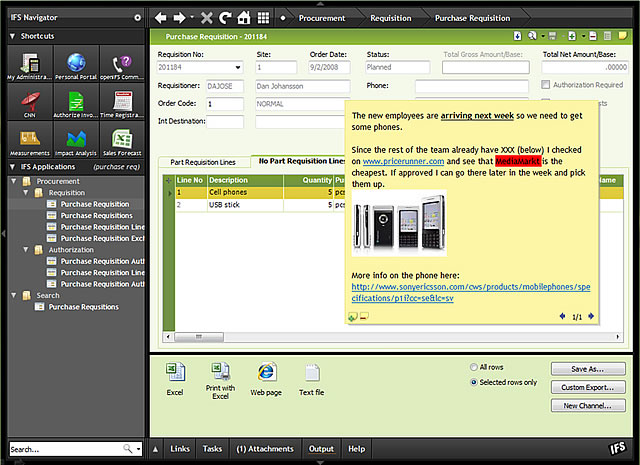 IFS Navigator
Procurement
Requisition
Purchase Requisition
Shortcuts
Purchase Requisition - 201184
My Administra...
Personal Portal
openIFS Comm...
CNN
Authorize Invo...
Time Registra...
Measurements
Impact Analysis
Sales Forecast
IFS Applications (purchase req)
Procurement
Requisition
Purchase Requisition
Purchase Requisitions
Purchase Requisition Line
Purchase Requisition Exc
Authorization
Purchase Requisition Aut
Purchase Requisition Line
Purchase Requisition Aut
Search
Purchase Requsitions
Search...
Requisition No:
Site:
Order Date:
Status:
Total Gross Amount/Base:
Total Net Amount/Base:
201184
1
9/2/2008
Planned
.00000
Requisitioner:
DAJOSE
Dan Johansson
Phone:
Authorization Required
Order Code:
1
NORMAL
Int Destination:
Part Requisition Lines
No Part Requisition Lines
Line No
Description
Quantity
Name
1
Cell phones
5
pcs
2
USB stick
5
pcs
The new employees are arriving next week so we need to get
some phones.
Since the rest of the team already have XXX (below) I checked
on www.pricerunner.com and see that MediaMarkt is the
cheapest. If approved I can go there later in the week and pick
them up.
More info on the phone here:
http://www.sonyericsson.com/cws/products/mobilephones/spe
cifications/p1i?cc=se&lc=sv
1/1
Excel
Print with
Excel
Web page
Text file
All rows
Selected rows only
Save As...
Custom Export...
New Channel...
Links
Tasks
(1) Attachments
Output
Help
IFS